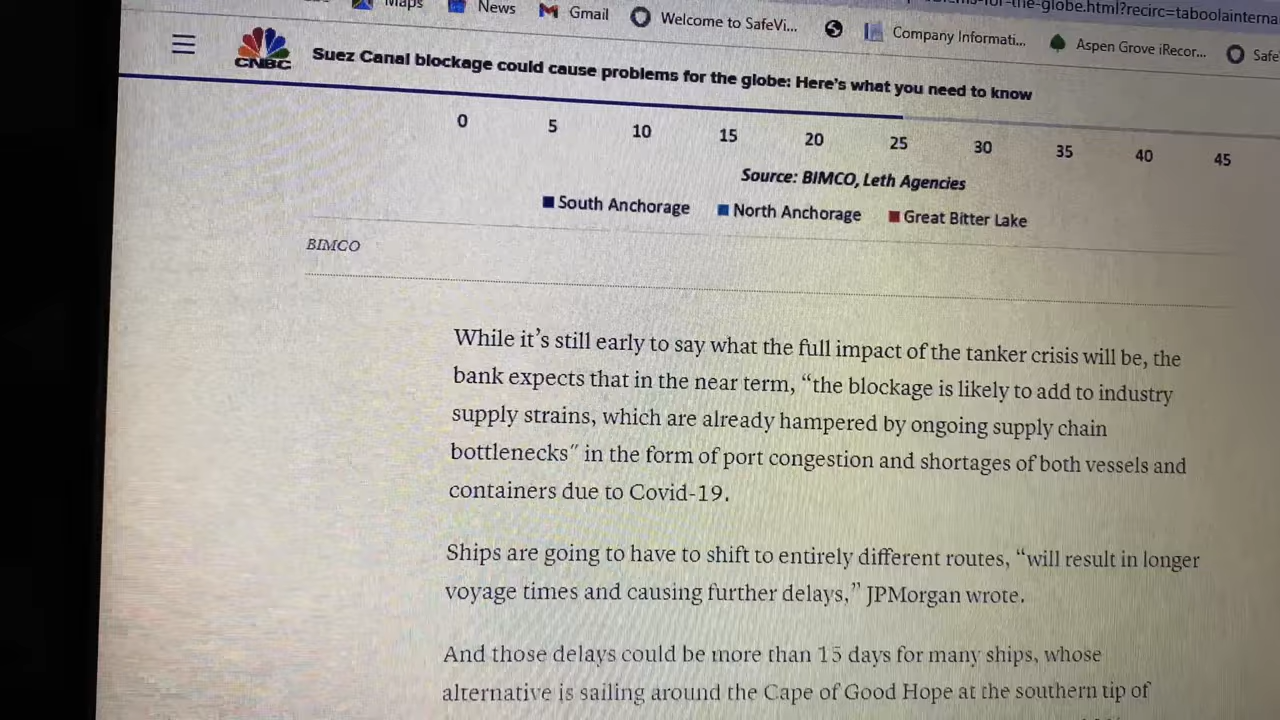 -the-globe.html?recirc=taboolainterna
Maps News Gmail Welcome to SafeVi... Company Informati... Aspen Grove iRecor... Safe
CNBC
Suez Canal blockage could cause problems for the globe: Here's what you need to know
0 5 10 15 20 25 30 35 40 45
Source: BIMCO, Leth Agencies
South Anchorage North Anchorage Great Bitter Lake
BIMCO
While it's still early to say what the full impact of the tanker crisis will be, the
bank expects that in the near term, “the blockage is likely to add to industry
supply strains, which are already hampered by ongoing supply chain
bottlenecks” in the form of port congestion and shortages of both vessels and
containers due to Covid-19.
Ships are going to have to shift to entirely different routes, “will result in longer
voyage times and causing further delays,” JPMorgan wrote.
And those delays could be more than 15 days for many ships, whose
alternative is sailing around the Cape of Good Hope at the southern tip of